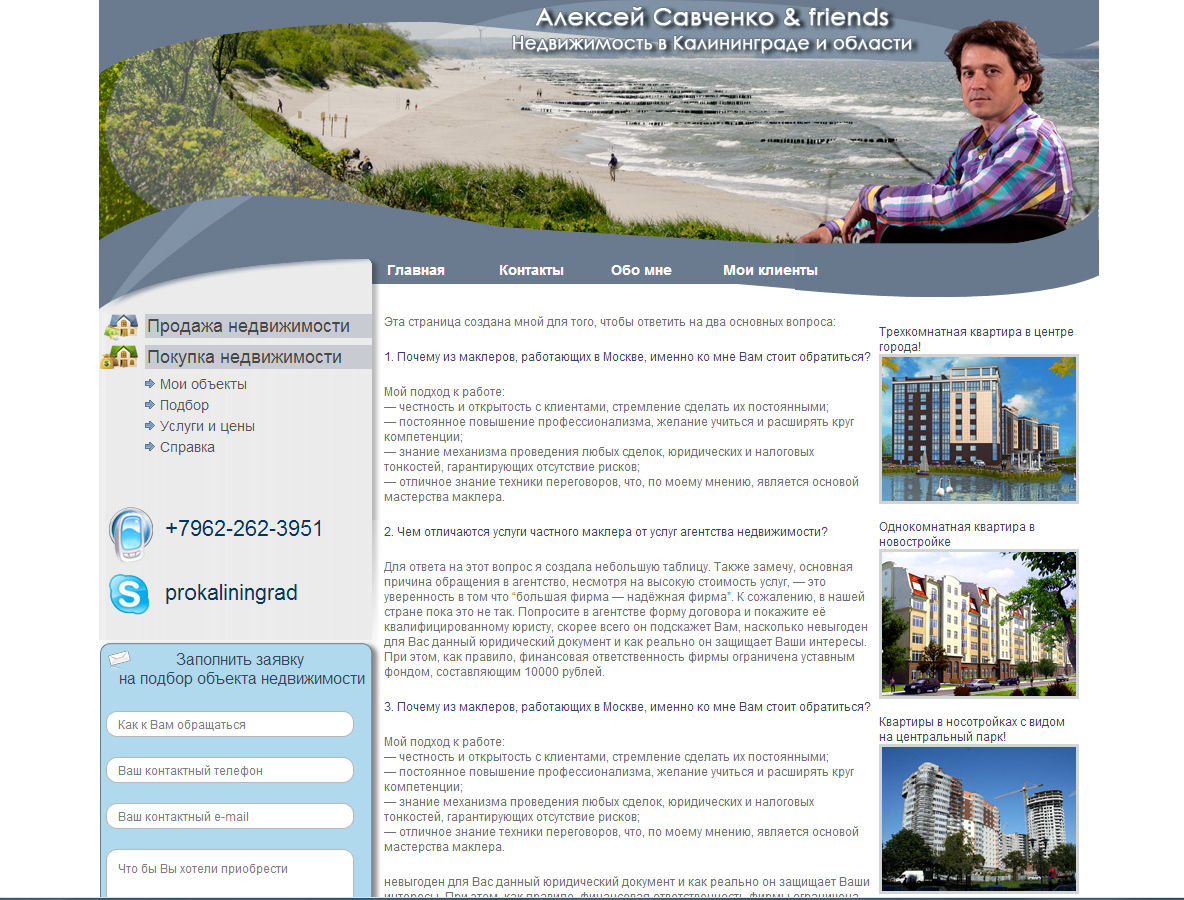 Алексей Савченко & friends
Недвижимость в Калининграде и области
Главная
Контакты
Обо мне
Мои клиенты
Продажа недвижимости
Покупка недвижимости
Мои объекты
Подбор
Услуги и цены
Справка
+7962-262-3951
prokaliningrad
Заполнить заявку
на подбор объекта недвижимости
Как к Вам обращаться
Ваш контактный телефон
Ваш контактный e-mail
Что бы Вы хотели приобрести
Эта страница создана мной для того, чтобы ответить на два основных вопроса:
1. Почему из маклеров, работающих в Москве, именно ко мне Вам стоит обратиться?
Мой подход к работе:
— честность и открытость с клиентами, стремление сделать их постоянными;
— постоянное повышение профессионализма, желание учиться и расширять круг
компетенции;
— знание механизма проведения любых сделок, юридических и налоговых
тонкостей, гарантирующих отсутствие рисков;
— отличное знание техники переговоров, что, по моему мнению, является основой
мастерства маклера.
2. Чем отличаются услуги частного маклера от услуг агентства недвижимости?
Для ответа на этот вопрос я создала небольшую таблицу. Также замечу, основная
причина обращения в агентство, несмотря на высокую стоимость услуг, — это
уверенность в том что “большая фирма — надёжная фирма”. К сожалению, в нашей
стране пока это не так. Попросите в агентстве форму договора и покажите её
квалифицированному юристу, скорее всего он подскажет Вам, насколько невыгоден
для Вас данный юридический документ и как реально он защищает Ваши интересы.
При этом, как правило, финансовая ответственность фирмы ограничена уставным
фондом, составляющим 10000 рублей.
3. Почему из маклеров, работающих в Москве, именно ко мне Вам стоит обратиться?
Мой подход к работе:
— честность и открытость с клиентами, стремление сделать их постоянными;
— постоянное повышение профессионализма, желание учиться и расширять круг
компетенции;
— знание механизма проведения любых сделок, юридических и налоговых
тонкостей, гарантирующих отсутствие рисков;
— отличное знание техники переговоров, что, по моему мнению, является основой
мастерства маклера.
невыгоден для Вас данный юридический документ и как реально он защищает Ваши
интересы. При этом, как правило, финансовая ответственность фирмы ограничена
Трехкомнатная квартира в центре
города!
Однокомнатная квартира в
новостройке
Квартиры в носотройках с видом
на центральный парк!